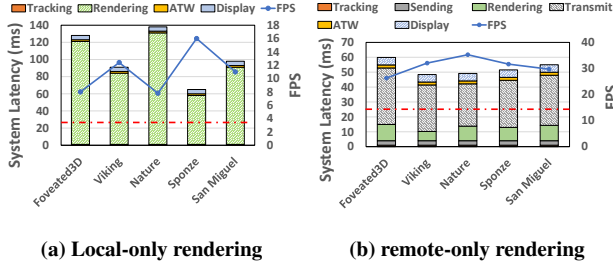 Tracking Rendering
ATW Display FPS
System Latency (ms)
140
120
100
80
60
40
20
0
18
16
14
12
10
8
6
4
2
0
FPS
Foveated3D
Viking
Nature
Sponze
San Miguel
(a) Local-only rendering
Tracking Sending Rendering Transmit
ATW Display FPS
System Latency (ms)
70
60
50
40
30
20
10
0
40
30
20
10
0
FPS
Foveated3D
Viking
Nature
Sponze
San Miguel
(b) remote-only rendering